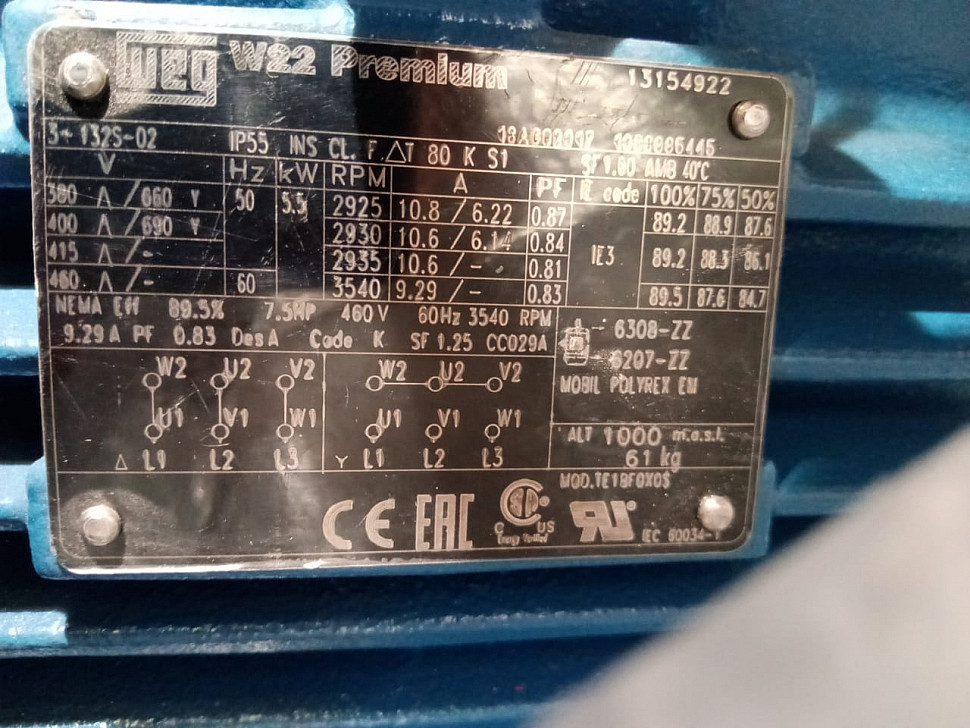 WEG W22 Premium 13154922
3~ 132S-02 IP55 INS CL. F ΔT 80 K S1 SF 1.00 AMB 40°C
V Hz kW RPM A PF IE code 100% 75% 50%
380 Δ / 660 Y 50 5.5 2925 10.8 / 6.22 0.87 89.2 88.9 87.6
400 Δ / 690 Y 2930 10.6 / 6.14 0.84 IE3 89.2 88.3 86.1
415 Δ / - 2935 10.6 / - 0.81
460 Δ / - 60 3540 9.29 / - 0.83 89.5 87.6 84.7
NEMA Eff 89.5% 7.5HP 460 V 60Hz 3540 RPM
9.29 A PF 0.83 Des A Code K SF 1.25 CC029A
6308-ZZ
6207-ZZ
MOBIL POLYREX EM
W2 U2 V2 W2 U2 V2
U1 V1 W1 U1 V1 W1
Δ L1 L2 L3 Y L1 L2 L3
ALT 1000 m.a.s.l.
61 kg
MOD.TE1BF0X0$
CE EAC C US
Energy Verified
IEC 60034-1